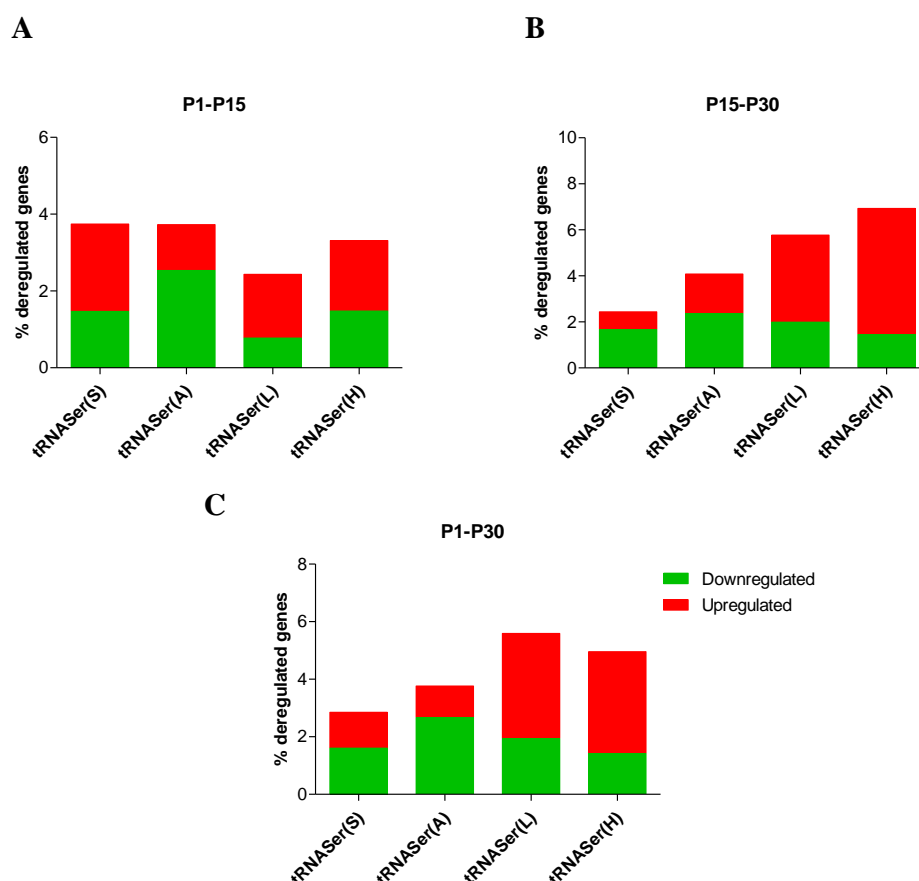 A
P1-P15
% deregulated genes
6
4
2
0
tRNASer(S)
tRNASer(A)
tRNASer(L)
tRNASer(H)
B
P15-P30
% deregulated genes
10
8
6
4
2
0
tRNASer(S)
tRNASer(A)
tRNASer(L)
tRNASer(H)
C
P1-P30
% deregulated genes
8
6
4
2
0
tRNASer(S)
tRNASer(A)
tRNASer(L)
tRNASer(H)
Downregulated
Upregulated